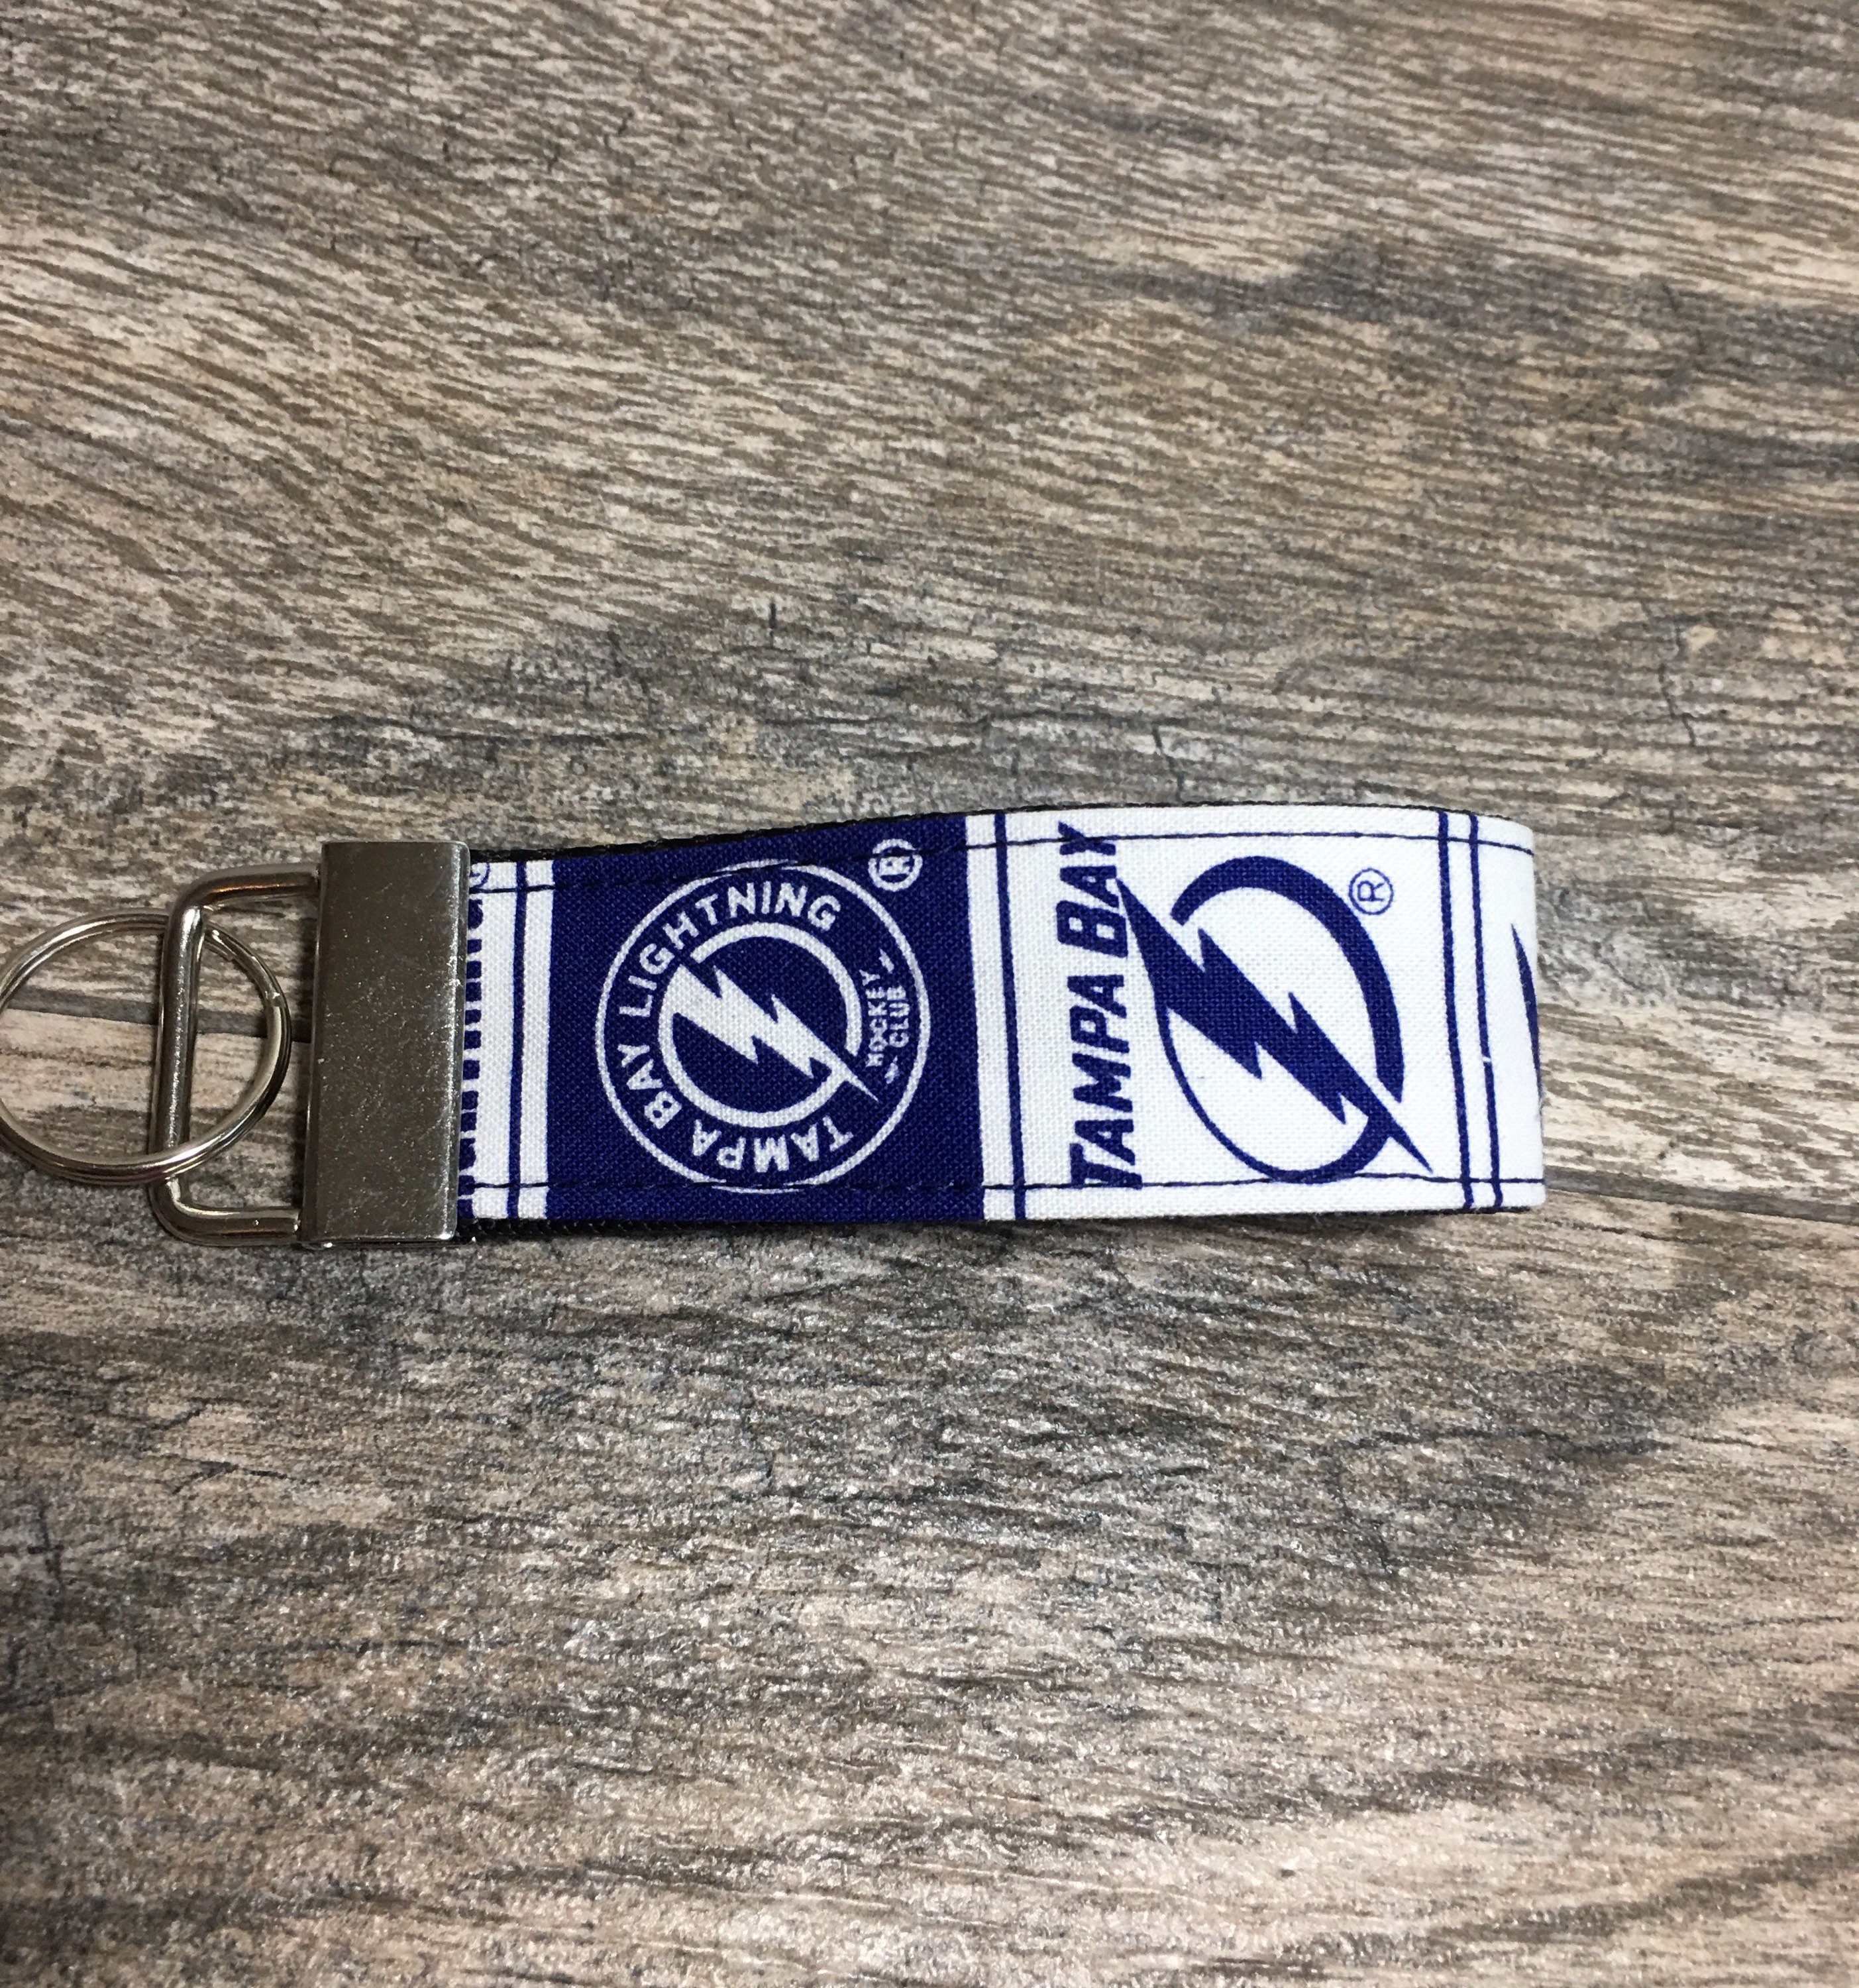 TAMPA BAY LIGHTNING
HOCKEY
- CLUB -
®
TAMPA BAY
®